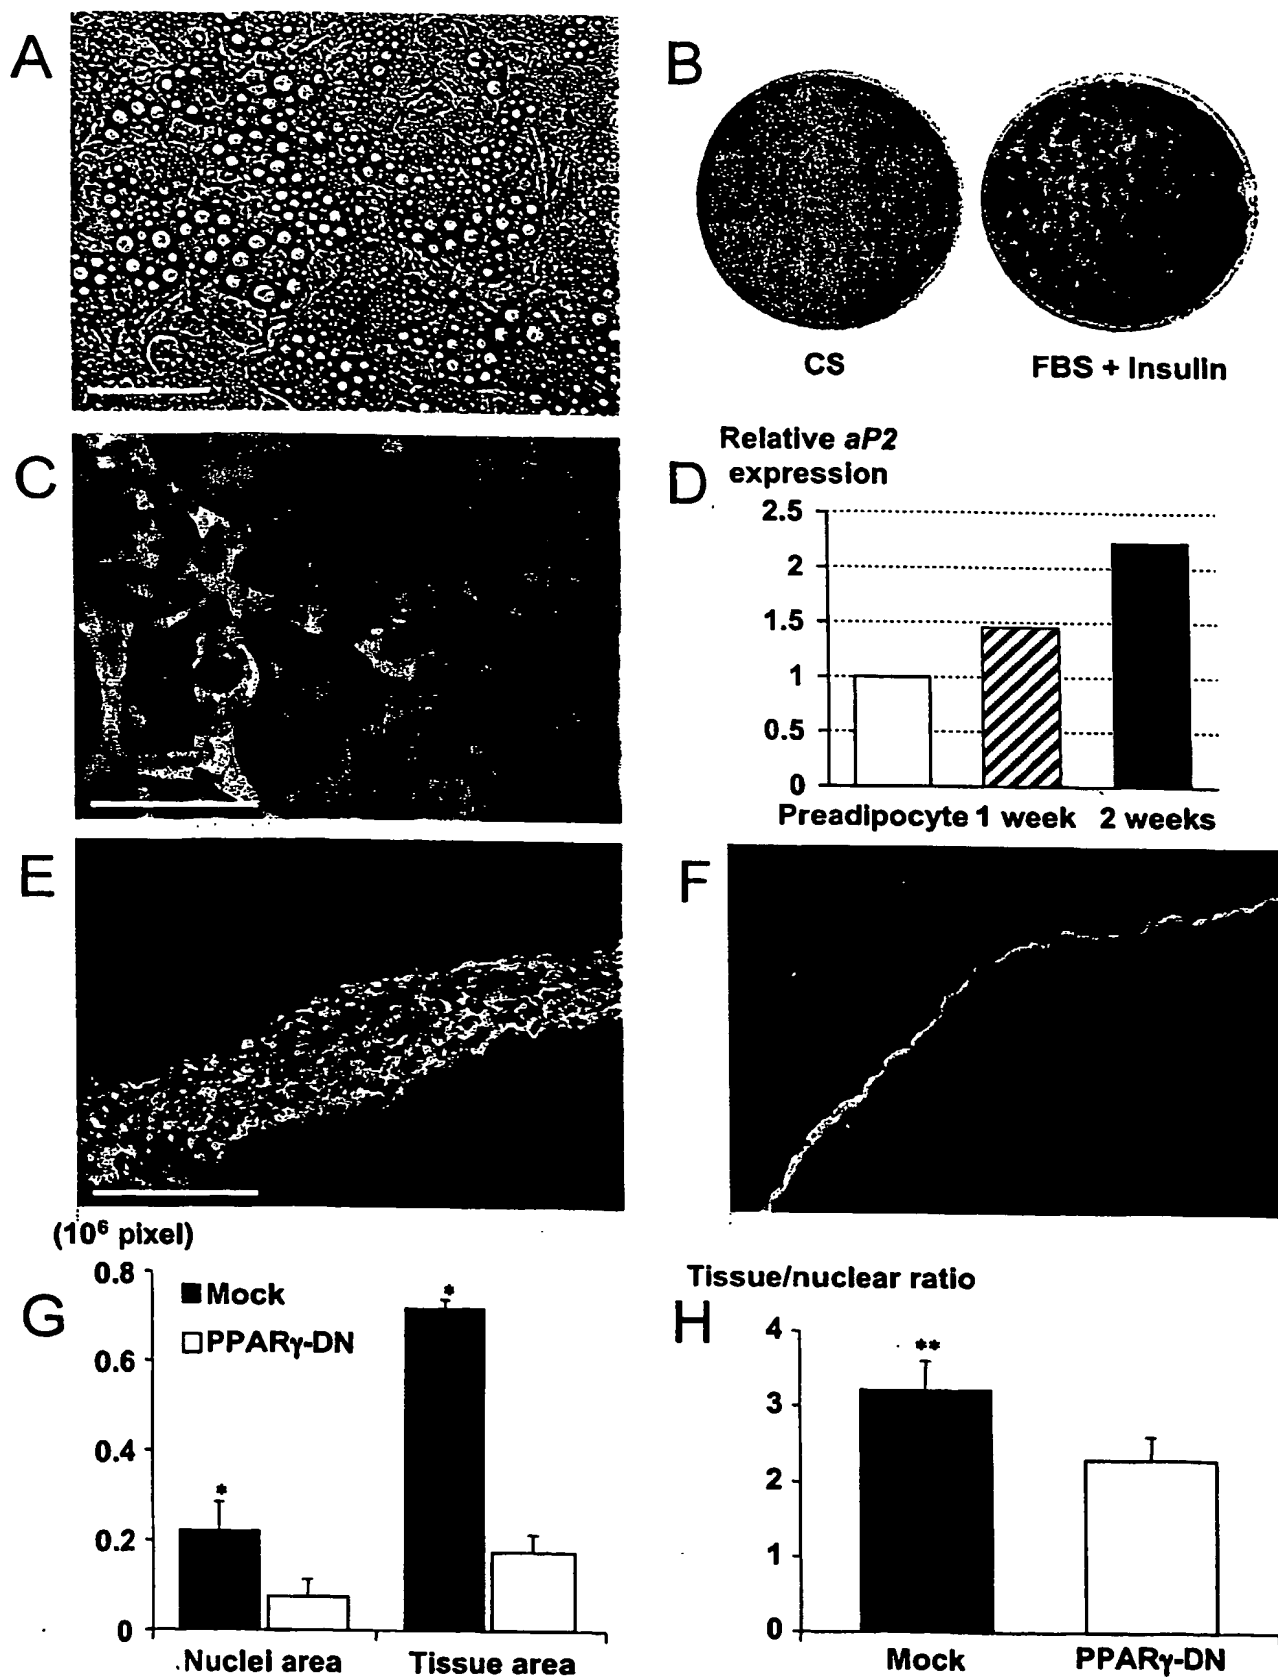 A
B
CS
FBS + Insulin
C
Relative aP2
expression
D
2.5
2
1.5
1
0.5
0
Preadipocyte 1 week 2 weeks
E
F
(10⁶ pixel)
G
0.8
0.6
0.4
0.2
0
Mock
PPARγ-DN
*
*
Nuclei area Tissue area
Tissue/nuclear ratio
H
4
3
2
1
0
**
Mock PPARγ-DN